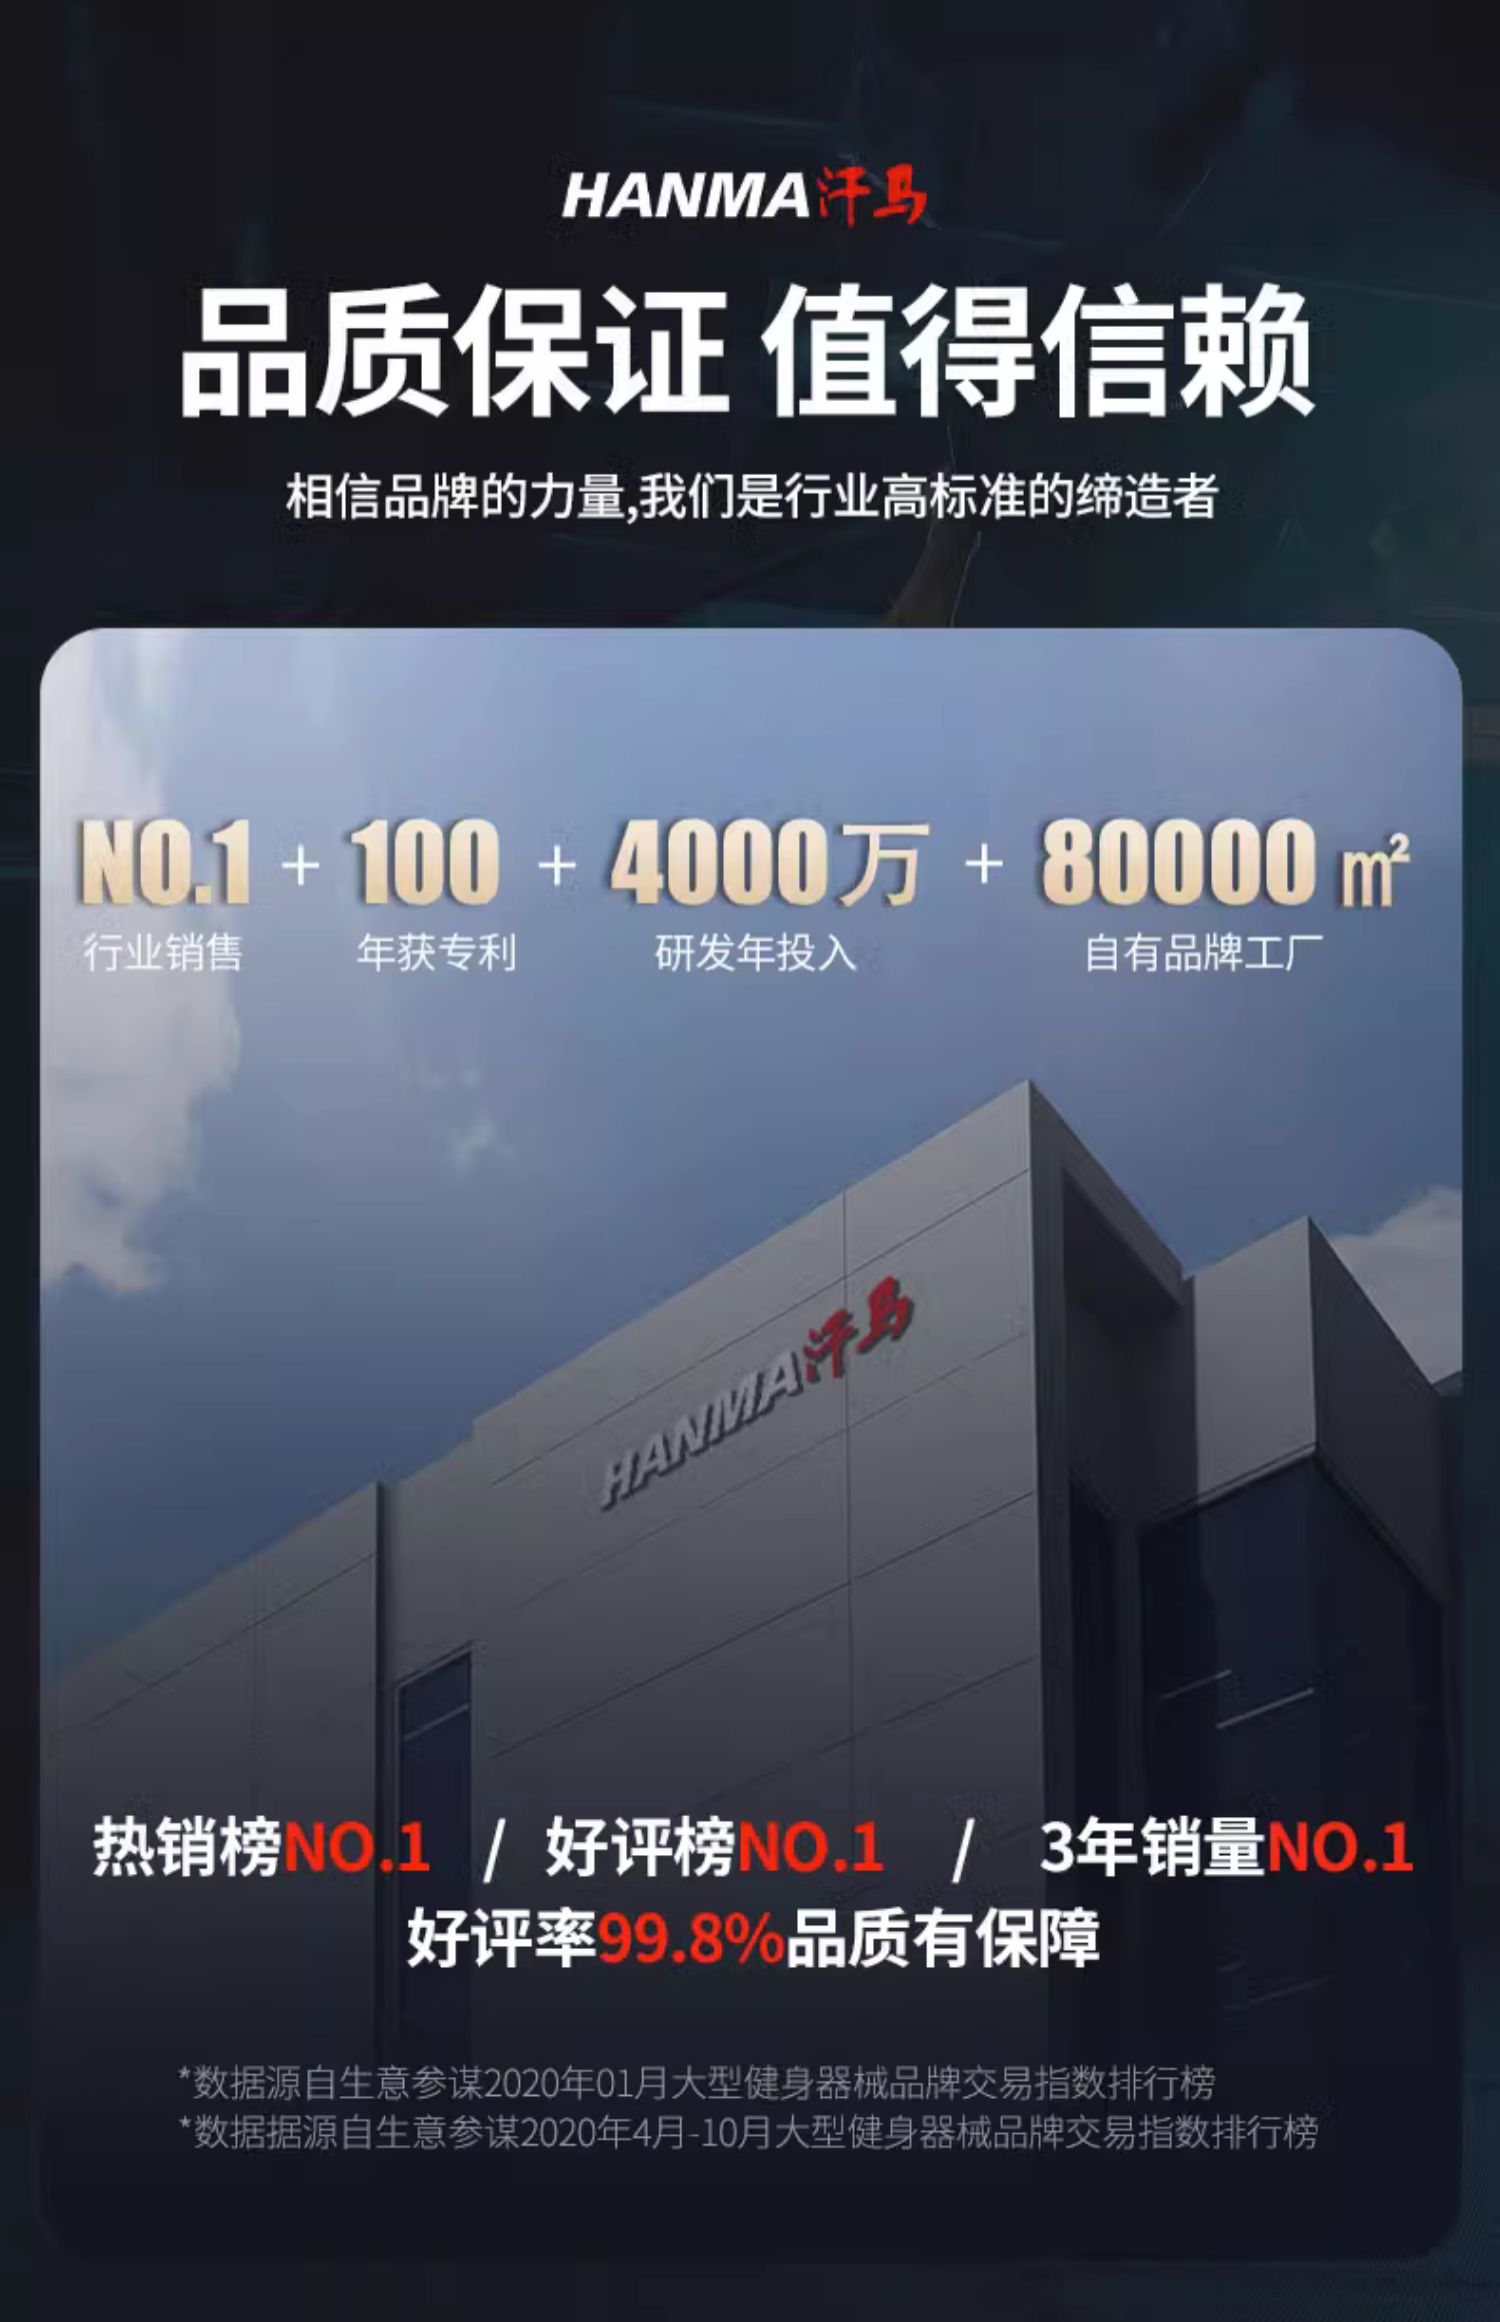 HANMA汗马
品质保证 值得信赖
相信品牌的力量,我们是行业高标准的缔造者
NO.1 + 100 + 4000万 + 80000 m²
行业销售 年获专利 研发年投入 自有品牌工厂
HANMA汗马
热销榜NO.1 / 好评榜NO.1 / 3年销量NO.1
好评率99.8%品质有保障
*数据源自生意参谋2020年01月大型健身器械品牌交易指数排行榜
*数据据源自生意参谋2020年4月-10月大型健身器械品牌交易指数排行榜